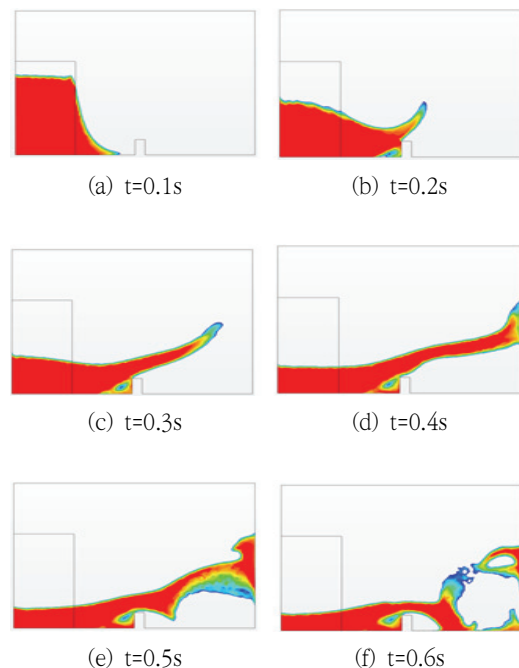 (a) t=0.1s
(b) t=0.2s
(c) t=0.3s
(d) t=0.4s
(e) t=0.5s
(f) t=0.6s